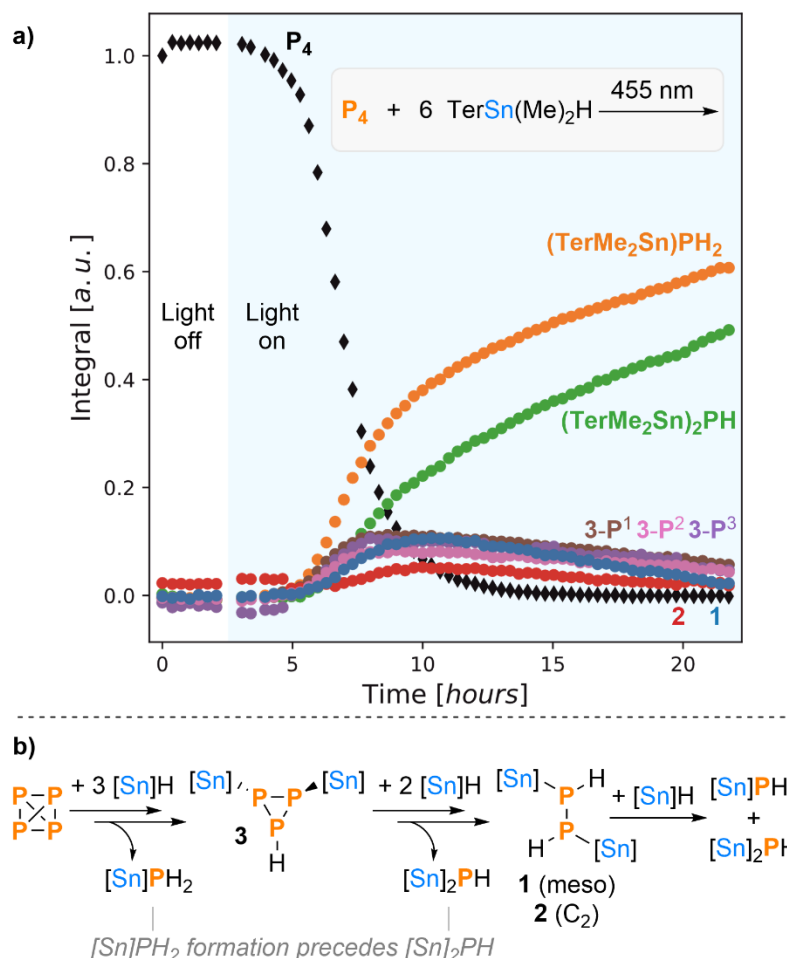 a)
P4
P4 + 6 TerSn(Me)2H 455 nm
Integral [a. u.]
1.0
0.8
0.6
0.4
0.2
0.0
Light off
Light on
(TerMe2Sn)PH2
(TerMe2Sn)2PH
3-P1 3-P2 3-P3
2 1
0 5 10 15 20
Time [hours]
b)
P P P P
+ 3 [Sn]H
[Sn]PH2
[Sn] [Sn]
P P
P
H
3
+ 2 [Sn]H
[Sn]2PH
[Sn] H
P
P
H [Sn]
1 (meso)
2 (C2)
+ [Sn]H
[Sn]PH
+
[Sn]2PH
[Sn]PH2 formation precedes [Sn]2PH